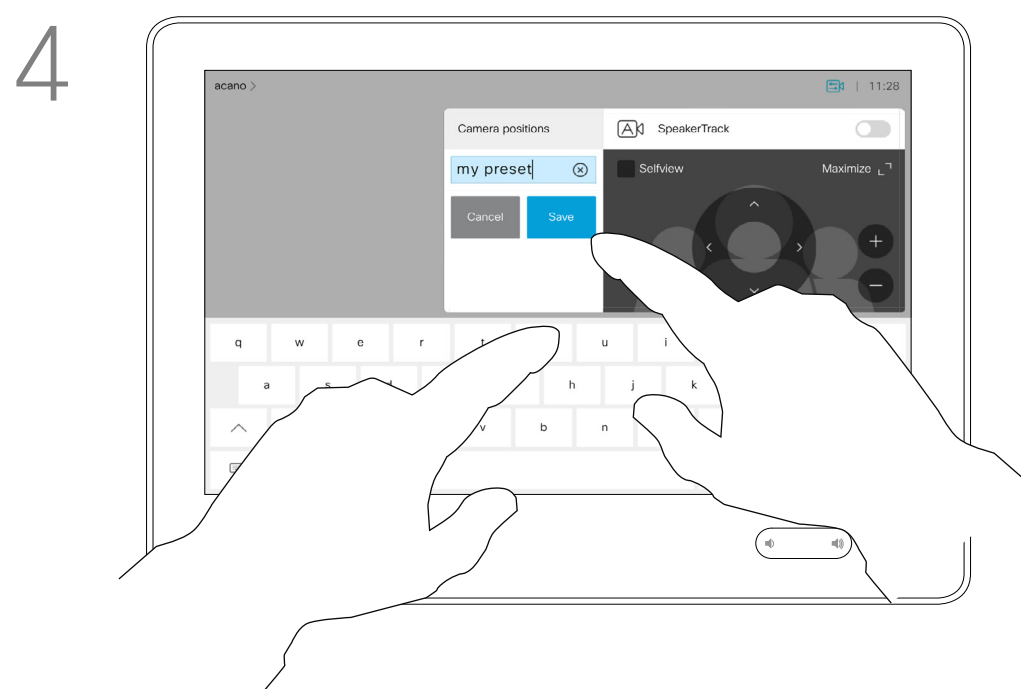 4
acano >
11:28
Camera positions
SpeakerTrack
my preset
Selfview
Maximize
Cancel
Save
q w e r t u i
a s d h j k
v b n